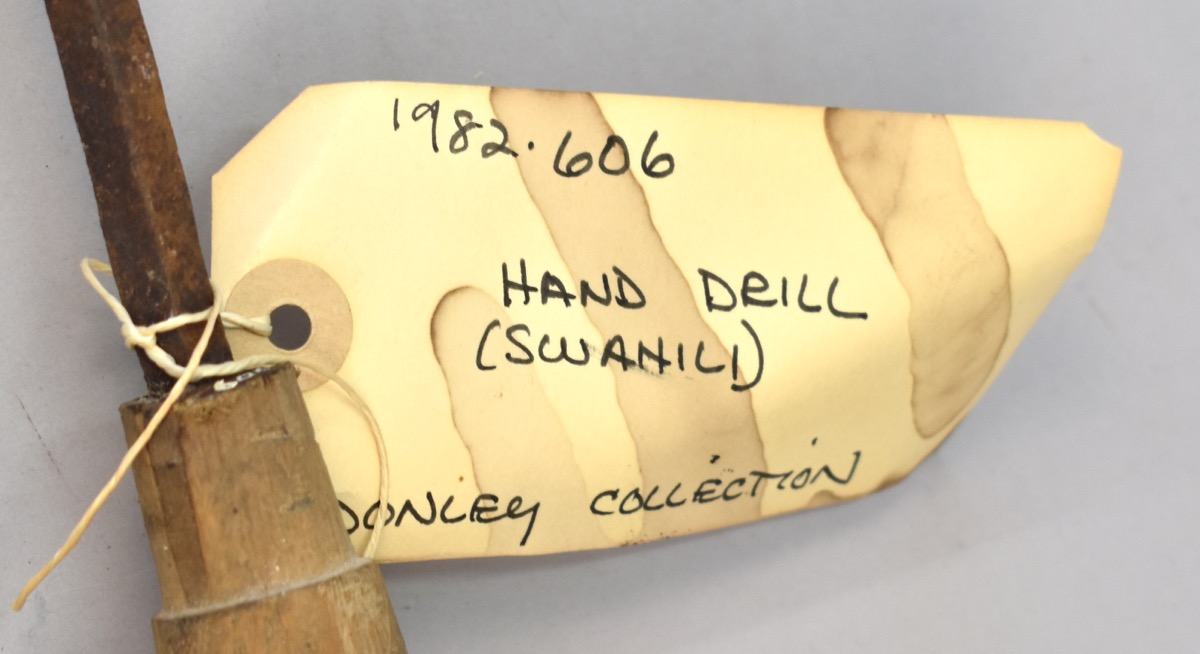 1982.606
HAND DRILL
(SWAHILI)
DONLEY COLLECTION